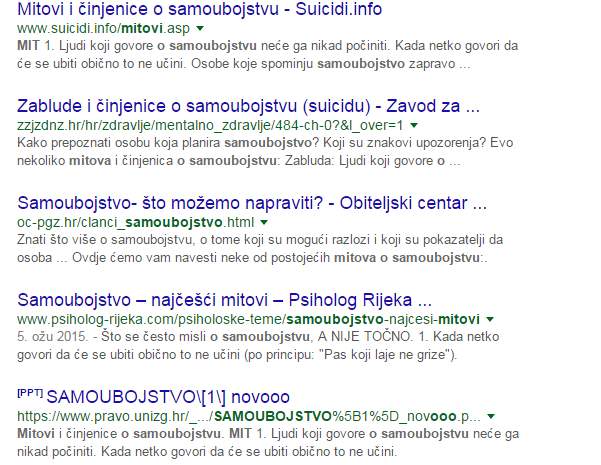 Mitovi i činjenice o samoubojstvu - Suicidi.info
www.suicidi.info/mitovi.asp
MIT 1. Ljudi koji govore o samoubojstvu neće ga nikad počiniti. Kada netko govori da
će se ubiti obično to ne učini. Osobe koje spominju samoubojstvo zapravo ...
Zablude i činjenice o samoubojstvu (suicidu) - Zavod za ...
zzjzdnz.hr/hr/zdravlje/mentalno_zdravlje/484-ch-0?&l_over=1
Kako prepoznati osobu koja planira samoubojstvo? Koji su znakovi upozorenja? Evo
nekoliko mitova i činjenica o samoubojstvu: Zabluda: Ljudi koji govore o ...
Samoubojstvo- što možemo napraviti? - Obiteljski centar ...
oc-pgz.hr/clanci_samoubojstvo.html
Znati što više o samoubojstvu, o tome koji su mogući razlozi i koji su pokazatelji da
osoba ... Ovdje ćemo vam navesti neke od postojećih mitova o samoubojstvu:.
Samoubojstvo – najčešći mitovi – Psiholog Rijeka ...
www.psiholog-rijeka.com/psiholoske-teme/samoubojstvo-najcesi-mitovi
5. ožu 2015. - Što se često misli o samoubojstvu, A NIJE TOČNO. 1. Kada netko
govori da će se ubiti obično to ne učini (po principu: "Pas koji laje ne grize").
[PPT] SAMOUBOJSTVO\[1\] novooo
https://www.pravo.unizg.hr/_.../SAMOUBOJSTVO%5B1%5D_novooo.p...
Mitovi i činjenice o samoubojstvu. MIT 1. Ljudi koji govore o samoubojstvu neće ga
nikad počiniti. Kada netko govori da će se ubiti obično to ne učini.